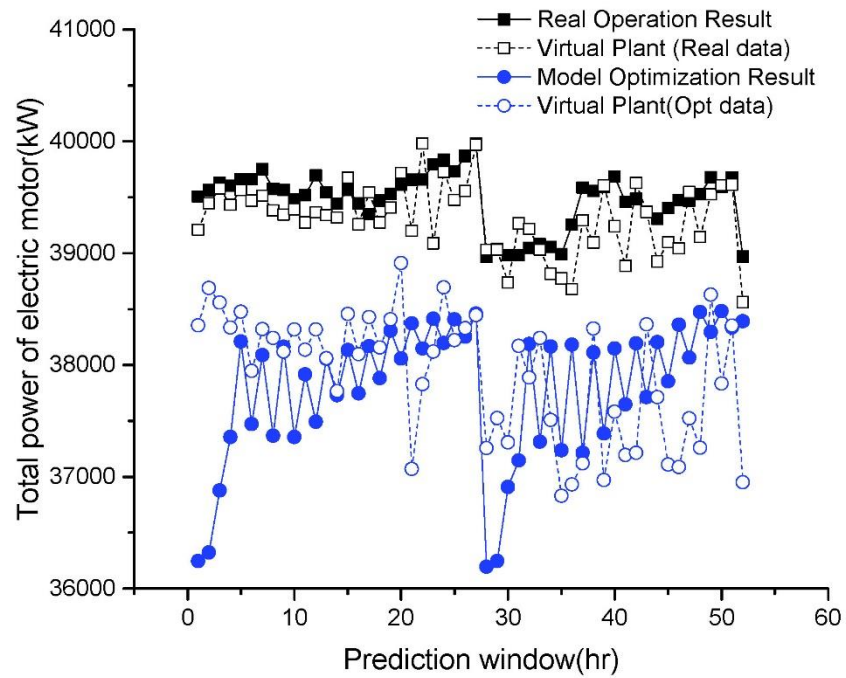 Real Operation Result
Virtual Plant (Real data)
Model Optimization Result
Virtual Plant(Opt data)
Total power of electric motor(kW)
41000
40000
39000
38000
37000
36000
0
10
20
30
40
50
60
Prediction window(hr)